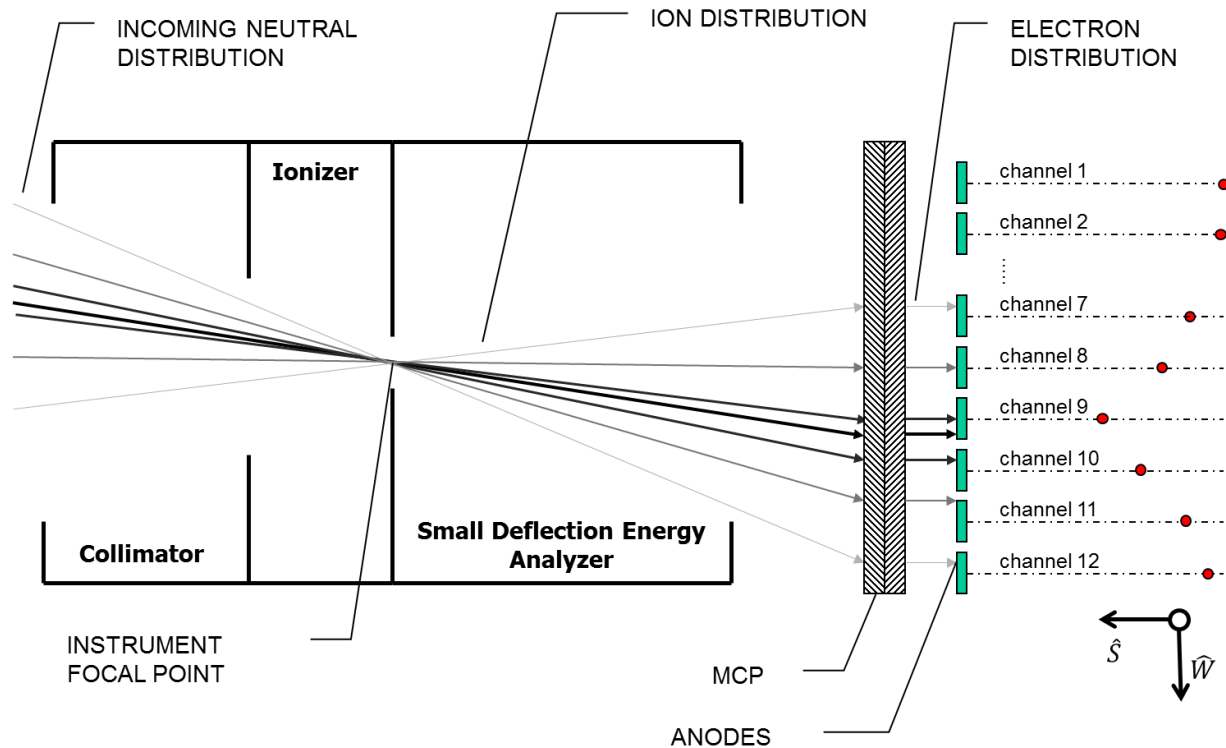 INCOMING NEUTRAL
DISTRIBUTION
ION DISTRIBUTION
ELECTRON
DISTRIBUTION
Ionizer
channel 1
channel 2
channel 7
channel 8
channel 9
channel 10
channel 11
channel 12
Collimator
Small Deflection Energy
Analyzer
INSTRUMENT
FOCAL POINT
MCP
ANODES
Ŝ
Ŵ